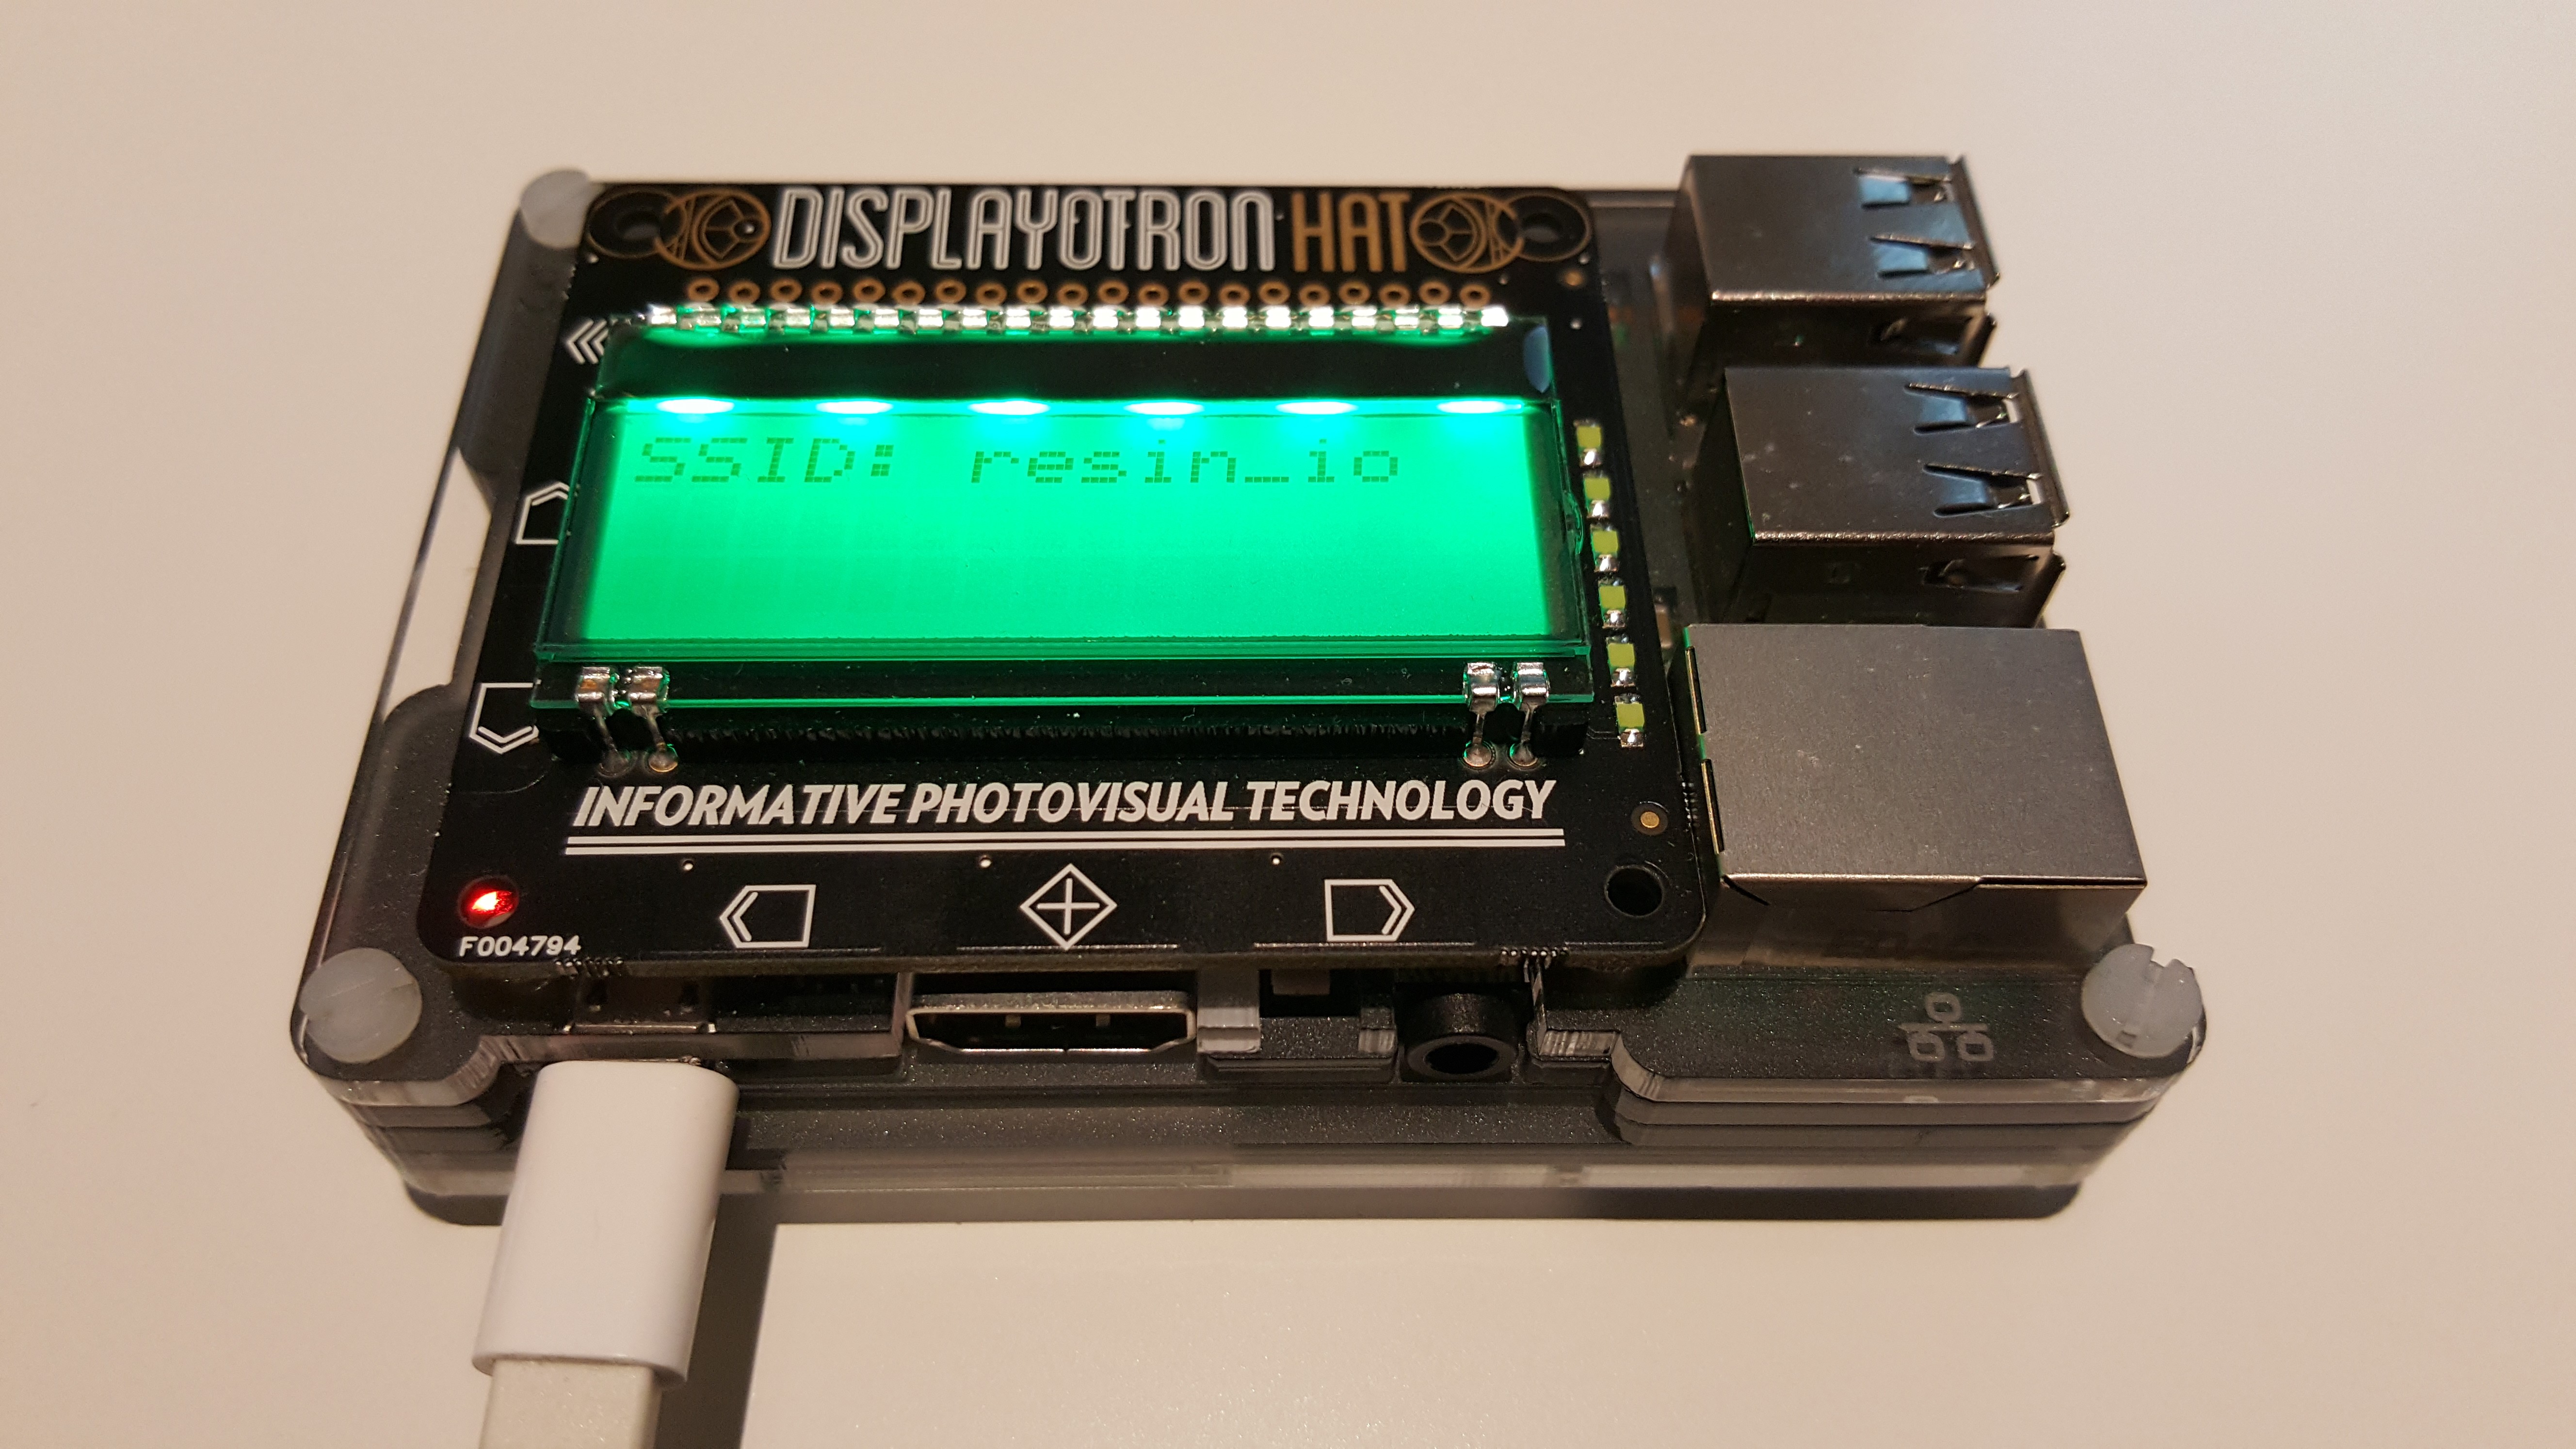 DISPLAYOTRON HAT
SSID: resin_io
INFORMATIVE PHOTOVISUAL TECHNOLOGY
F004794